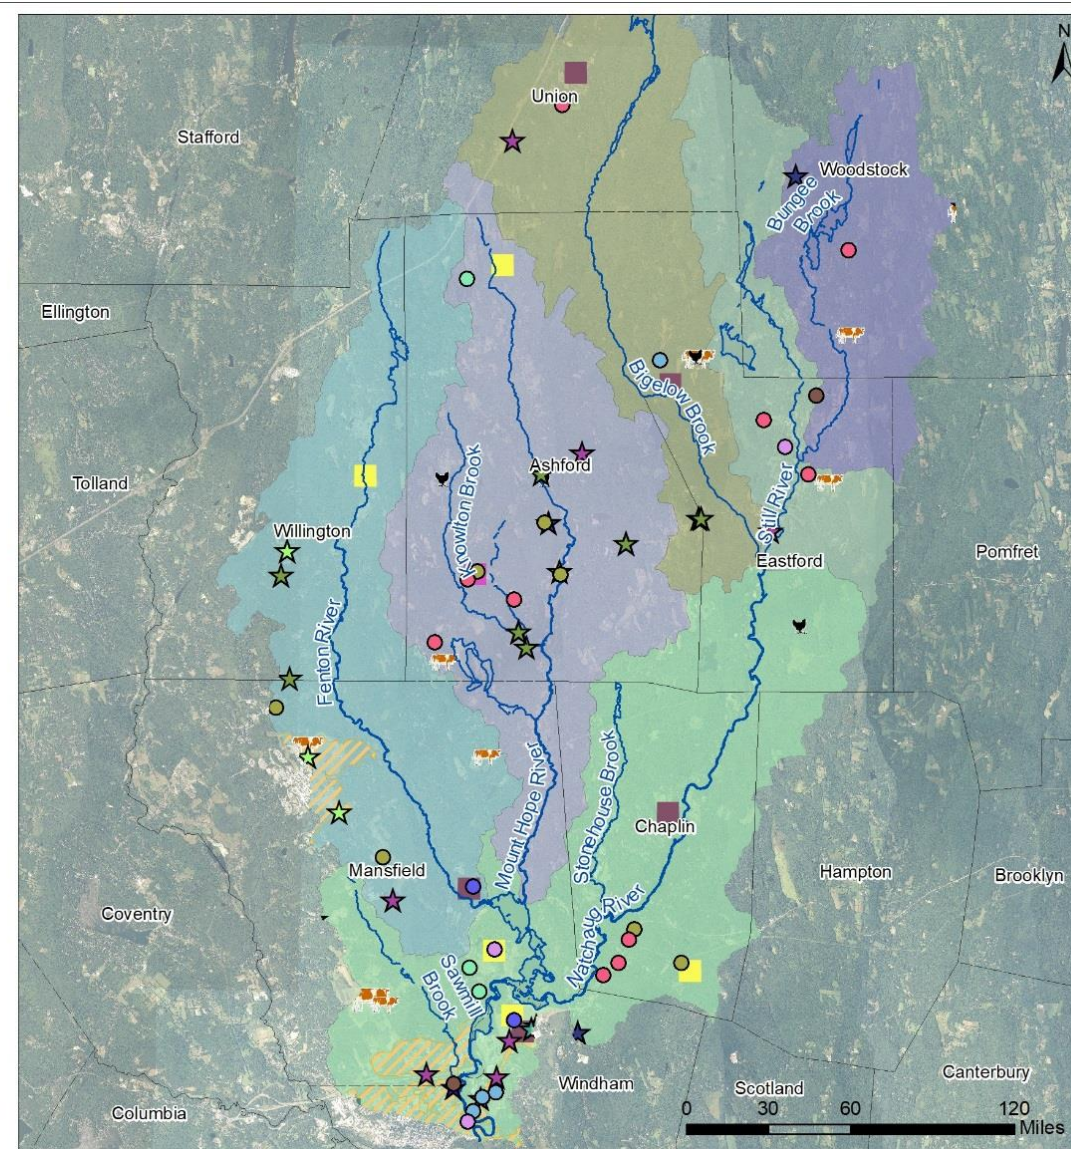 N
Union
Stafford
Woodstock
Bungee
Brook
Ellington
Bigelow Brook
Ashford
Knowlton Brook
Tolland
Willington
Still River
Pomfret
Eastford
Fenton River
Mount Hope River
Stonehouse Brook
Chaplin
Mansfield
Hampton
Brooklyn
Coventry
Natchaug River
Sawmill
Brook
Windham
Scotland
Canterbury
Columbia
0 30 60 120
Miles